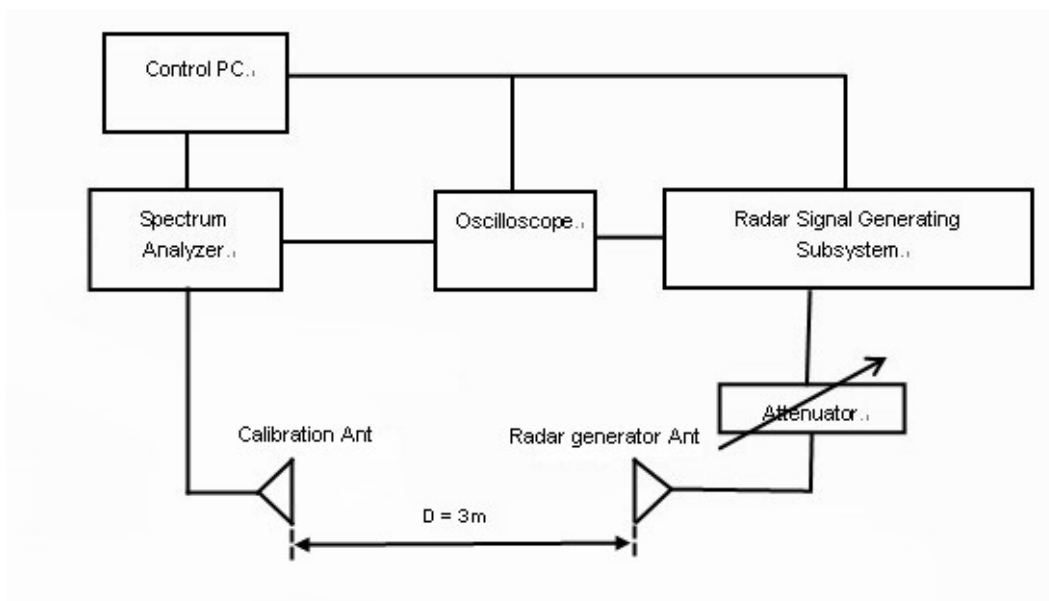 Control PC
Spectrum
Analyzer
Oscilloscope
Radar Signal Generating
Subsystem
Attenuator
Calibration Ant
Radar generator Ant
D = 3m